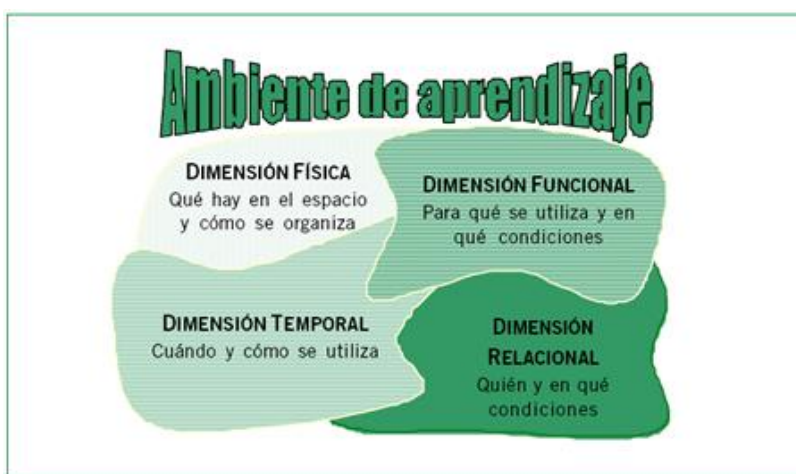 Ambiente de aprendizaje
DIMENSIÓN FÍSICA
Qué hay en el espacio
y cómo se organiza
DIMENSIÓN FUNCIONAL
Para qué se utiliza y en
qué condiciones
DIMENSIÓN TEMPORAL
Cuándo y cómo se utiliza
DIMENSIÓN
RELACIONAL
Quién y en qué
condiciones